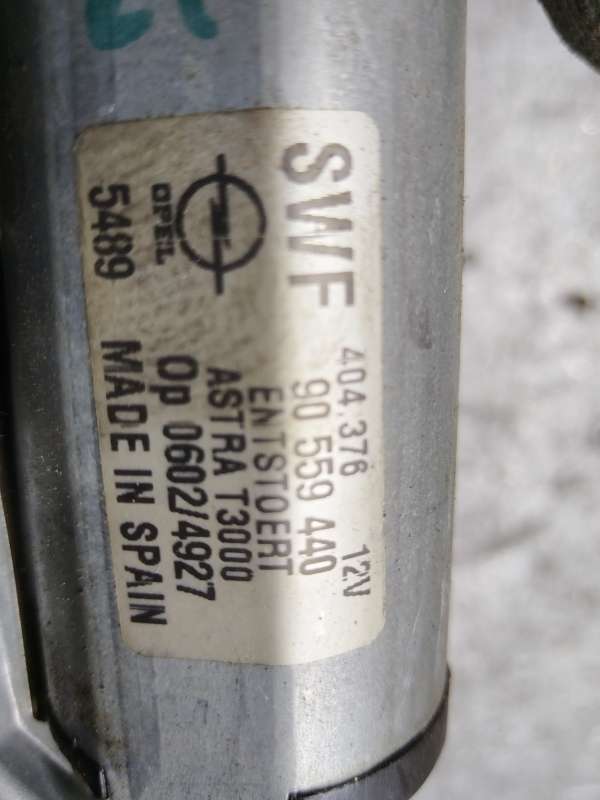 SWF
404.376 12V
90 559 440
ENTSTOERT
ASTRA T3000
Op 0602/4927
MADE IN SPAIN
OPEL
5489